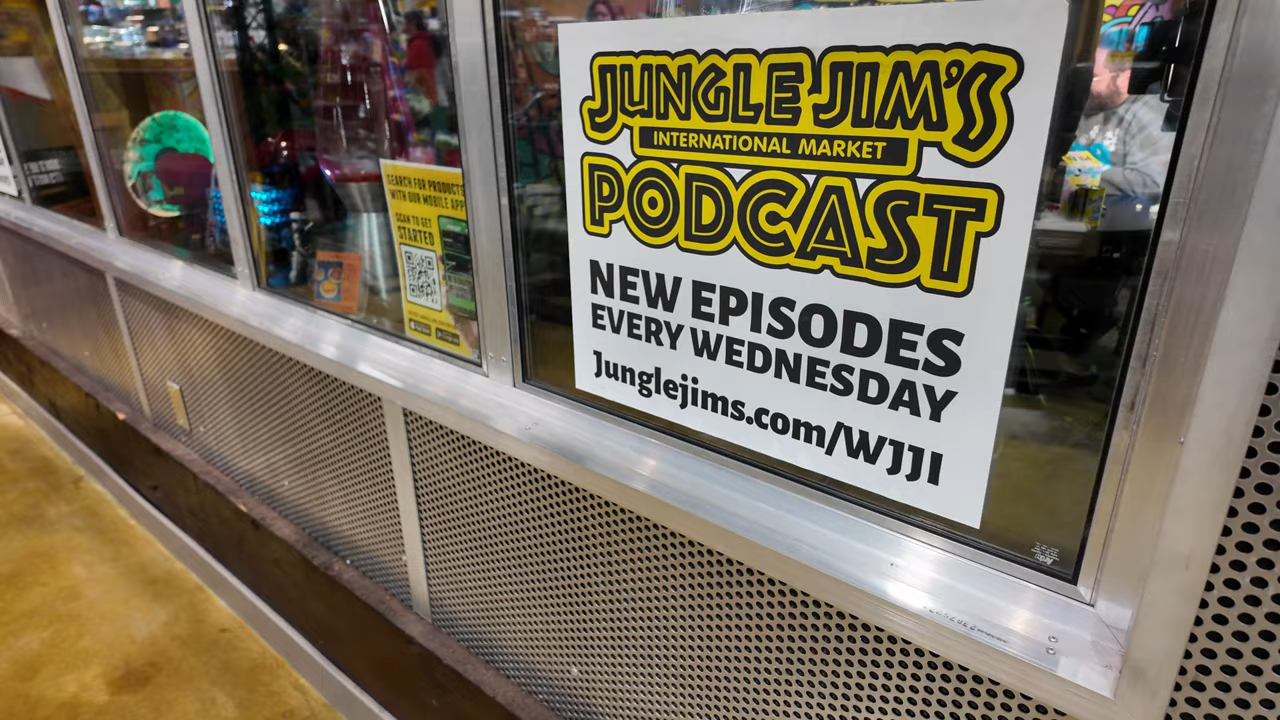 JUNGLE JIM'S
INTERNATIONAL MARKET
PODCAST
NEW EPISODES
EVERY WEDNESDAY
Junglejims.com/WJJI
SEARCH FOR PRODUCTS
WITH OUR MOBILE APP
SCAN TO GET
STARTED